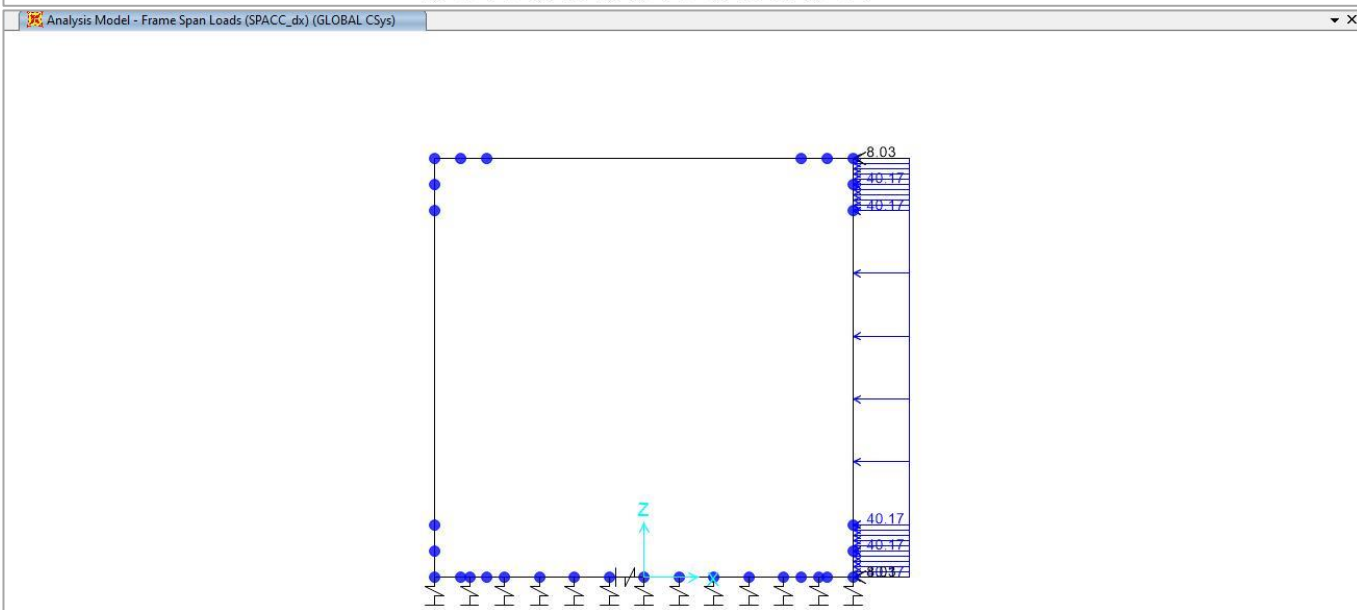 Analysis Model - Frame Span Loads (SPACC_dx) (GLOBAL CSys)
8.03
40.17
40.17
Z
40.17
40.17
X